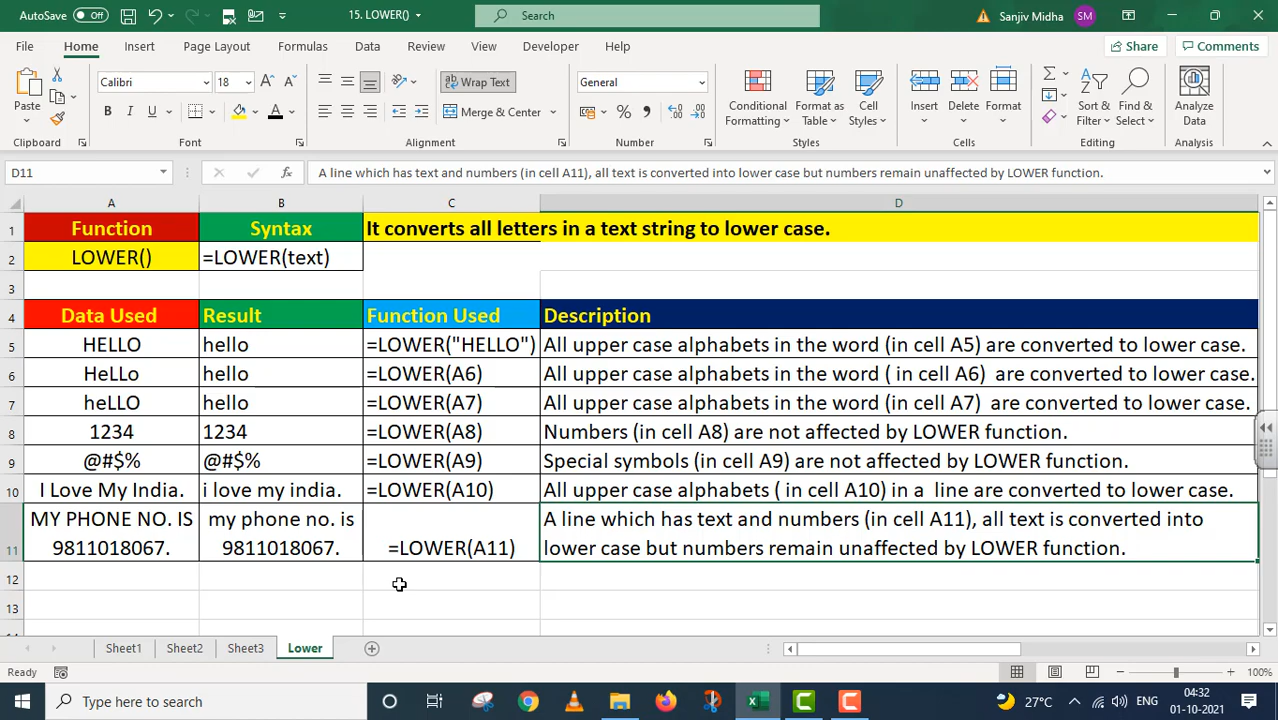 AutoSave Off 15. LOWER() Search Sanjiv Midha SM
File Home Insert Page Layout Formulas Data Review View Developer Help Share Comments
Paste Calibri 18 Wrap Text General Conditional Formatting Format as Table Cell Styles Insert Delete Format Sort & Filter Find & Select Analyze Data
B I U A Merge & Center % ,
Clipboard Font Alignment Number Styles Cells Editing Analysis
D11 fx A line which has text and numbers (in cell A11), all text is converted into lower case but numbers remain unaffected by LOWER function.
A B C D
1 Function Syntax It converts all letters in a text string to lower case.
2 LOWER() =LOWER(text)
3
4 Data Used Result Function Used Description
5 HELLO hello =LOWER("HELLO") All upper case alphabets in the word (in cell A5) are converted to lower case.
6 HeLLo hello =LOWER(A6) All upper case alphabets in the word ( in cell A6) are converted to lower case.
7 heLLO hello =LOWER(A7) All upper case alphabets in the word (in cell A7) are converted to lower case.
8 1234 1234 =LOWER(A8) Numbers (in cell A8) are not affected by LOWER function.
9 @#$% @#$% =LOWER(A9) Special symbols (in cell A9) are not affected by LOWER function.
10 I Love My India. i love my india. =LOWER(A10) All upper case alphabets ( in cell A10) in a line are converted to lower case.
MY PHONE NO. IS my phone no. is A line which has text and numbers (in cell A11), all text is converted into
11 9811018067. 9811018067. =LOWER(A11) lower case but numbers remain unaffected by LOWER function.
12
13
Sheet1 Sheet2 Sheet3 Lower
Ready 100%
Type here to search 27°C ENG 04:32
01-10-2021